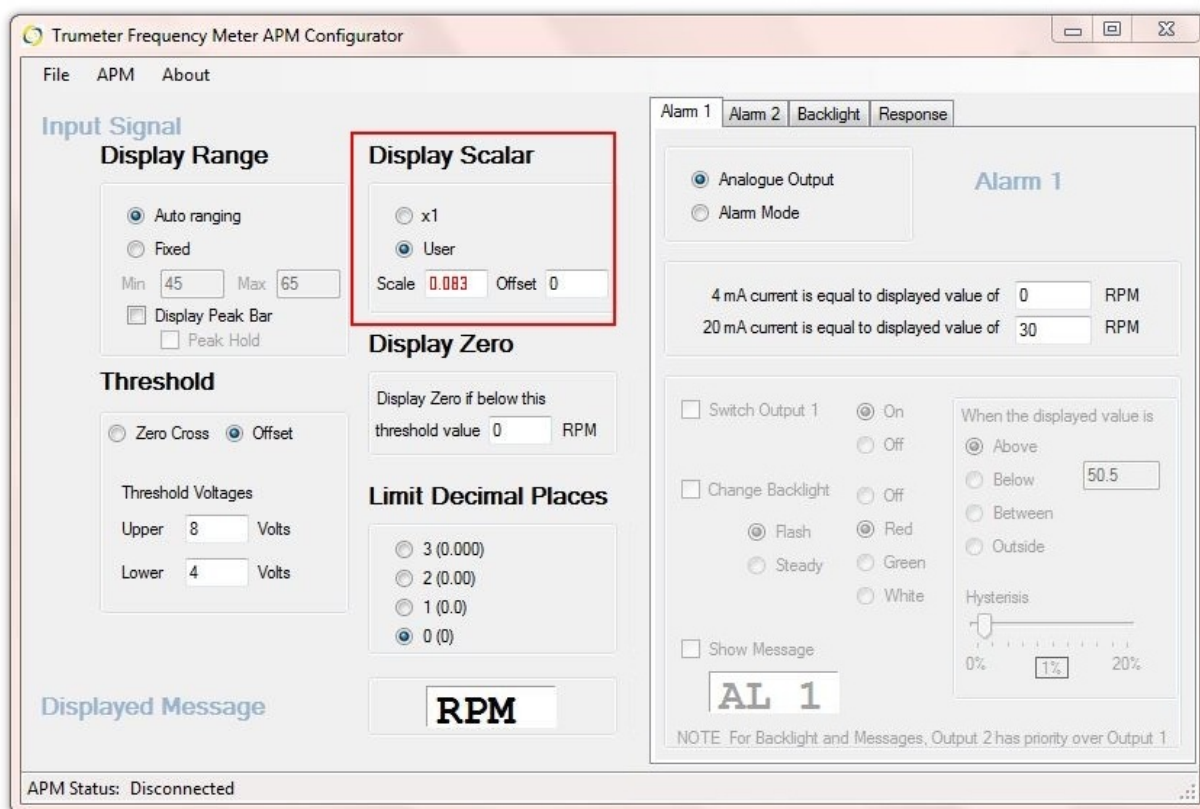 Trumeter Frequency Meter APM Configurator
File APM About
Input Signal
Display Range
Auto ranging
Fixed
Min 45 Max 65
Display Peak Bar
Peak Hold
Threshold
Zero Cross Offset
Threshold Voltages
Upper 8 Volts
Lower 4 Volts
Display Scalar
x1
User
Scale 0.083 Offset 0
Display Zero
Display Zero if below this
threshold value 0 RPM
Limit Decimal Places
3 (0.000)
2 (0.00)
1 (0.0)
0 (0)
Displayed Message
RPM
Alarm 1 Alarm 2 Backlight Response
Analogue Output
Alarm Mode
Alarm 1
4 mA current is equal to displayed value of 0 RPM
20 mA current is equal to displayed value of 30 RPM
Switch Output 1
On
Off
Change Backlight
Flash
Steady
Off
Red
Green
White
Show Message
AL 1
When the displayed value is
Above
Below
Between
Outside
50.5
Hysterisis
0% 1% 20%
NOTE For Backlight and Messages, Output 2 has priority over Output 1
APM Status: Disconnected